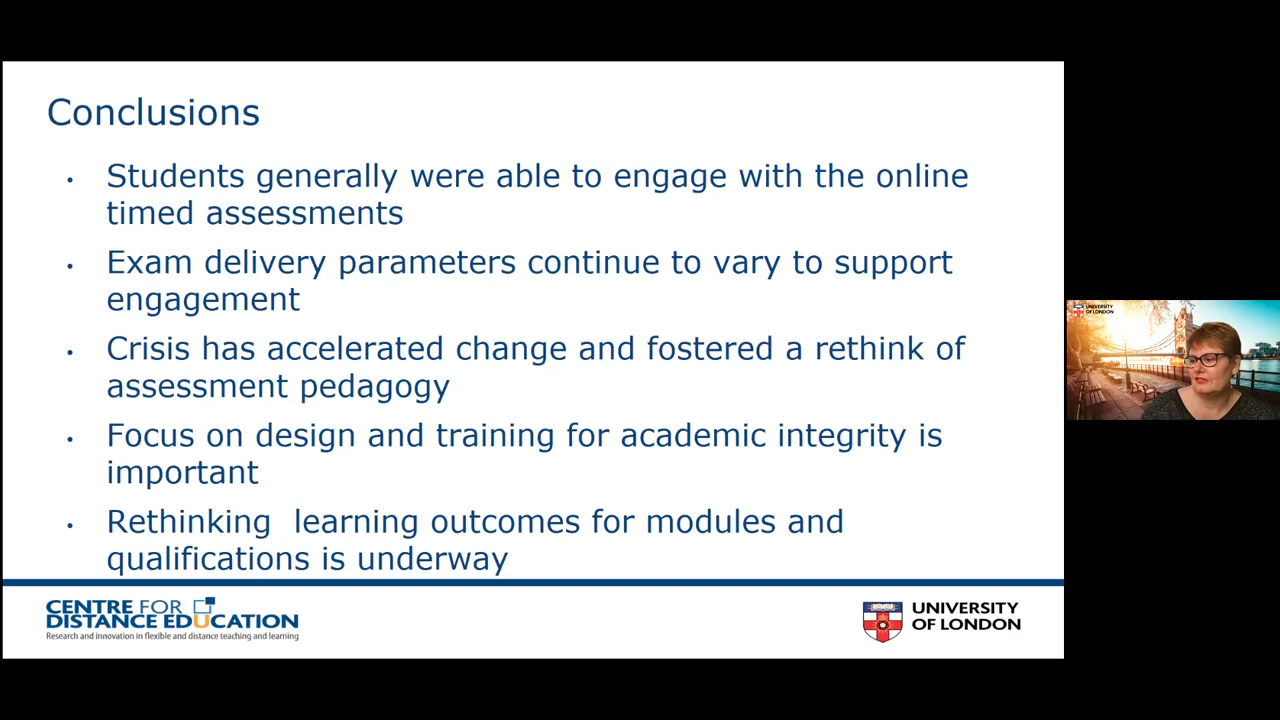 Conclusions
• Students generally were able to engage with the online
timed assessments
• Exam delivery parameters continue to vary to support
engagement
• Crisis has accelerated change and fostered a rethink of
assessment pedagogy
• Focus on design and training for academic integrity is
important
• Rethinking  learning outcomes for modules and
qualifications is underway
CENTRE FOR
DISTANCE EDUCATION
Research and innovation in flexible and distance teaching and learning
UNIVERSITY
OF LONDON
UNIVERSITY
OF LONDON